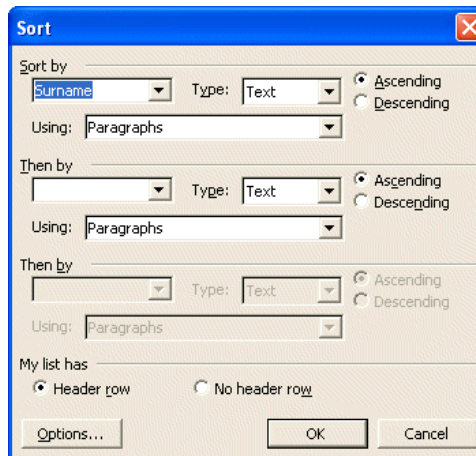 Sort
Sort by
Surname Type: Text Ascending
Descending
Using: Paragraphs
Then by
Type: Text Ascending
Descending
Using: Paragraphs
Then by
Type: Text Ascending
Descending
Using: Paragraphs
My list has
Header row No header row
Options... OK Cancel